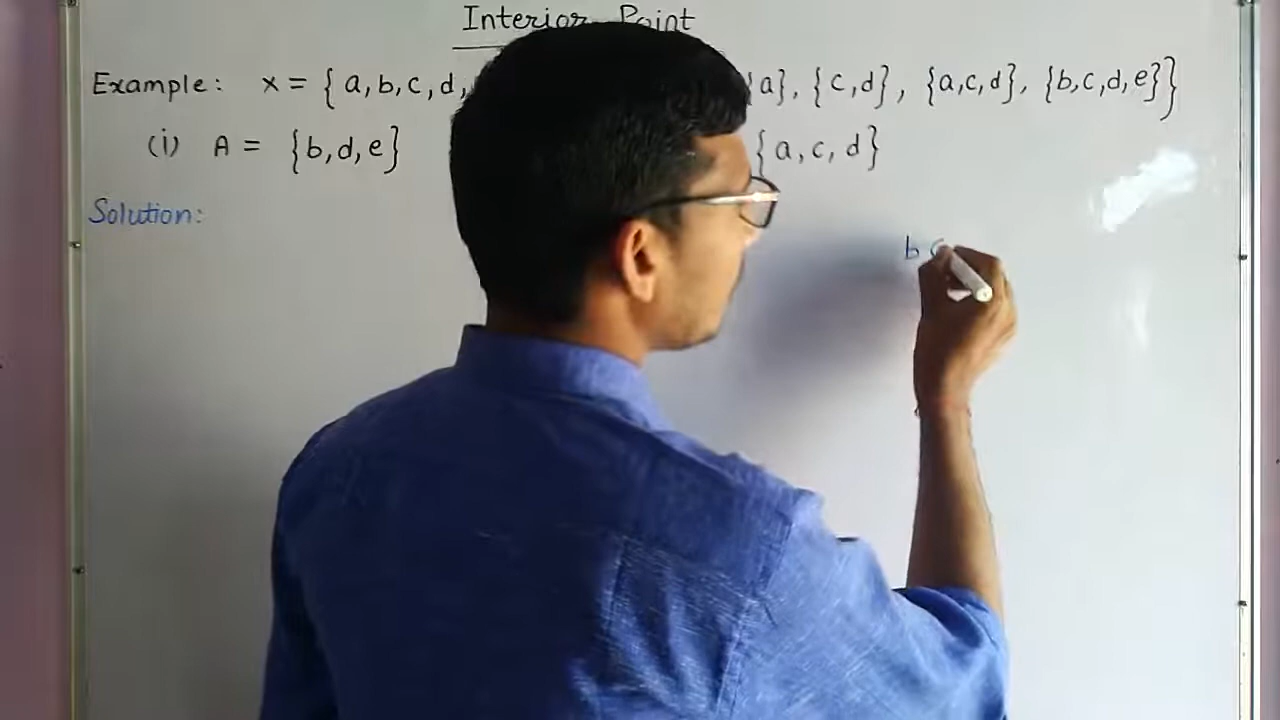 Interior Point
Example: x = { a,b,c,d, {a}, {c,d}, {a,c,d}, {b,c,d,e}}
(i) A = {b,d,e} {a,c,d}
Solution:
b